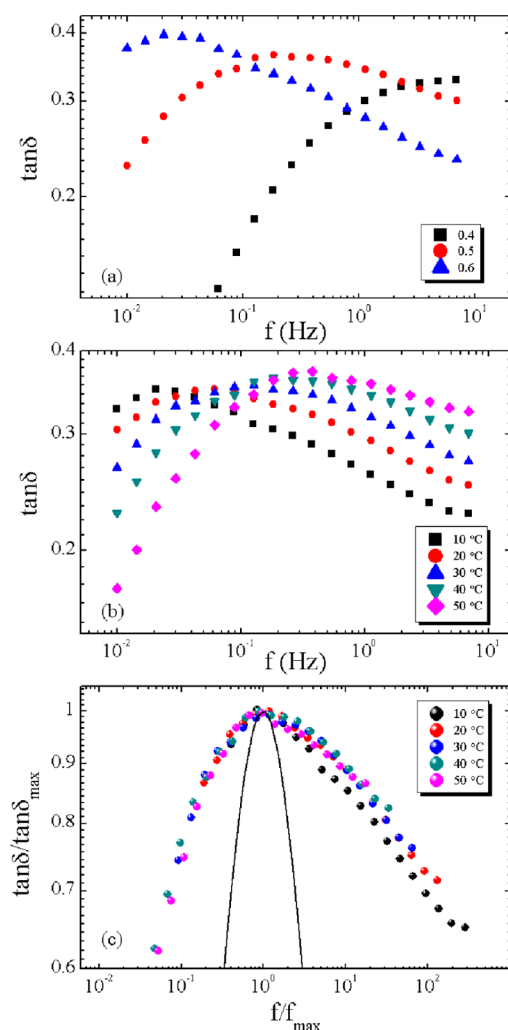 0.4
0.3
0.2
tanδ
(a)
0.4
0.5
0.6
10⁻² 10⁻¹ 10⁰ 10¹
f (Hz)
0.4
0.3
0.2
tanδ
(b)
10 °C
20 °C
30 °C
40 °C
50 °C
10⁻² 10⁻¹ 10⁰ 10¹
f (Hz)
1
0.9
0.8
0.7
0.6
tanδ/tanδmax
(c)
10 °C
20 °C
30 °C
40 °C
50 °C
10⁻² 10⁻¹ 10⁰ 10¹ 10²
f/fmax